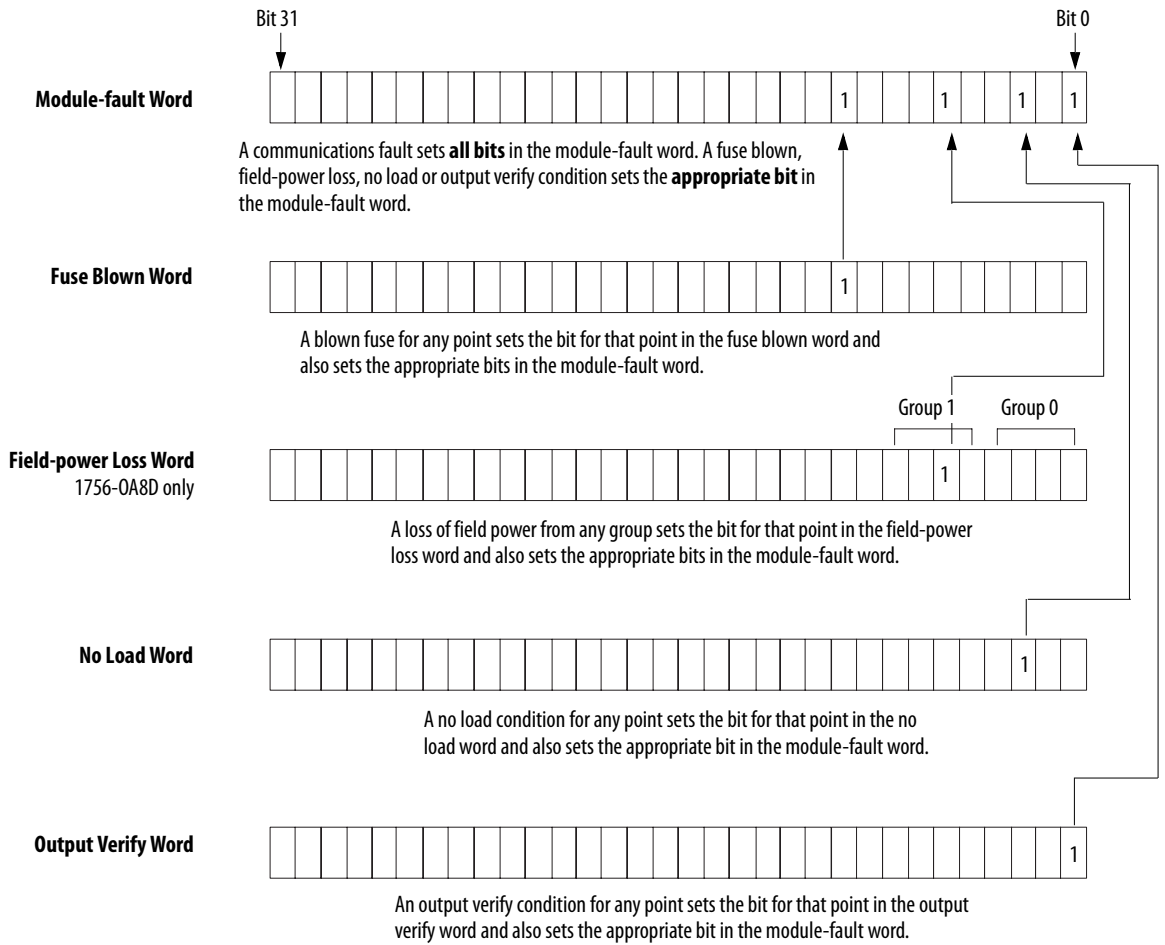 Bit 31
Bit 0
Module-fault Word
1 1 1 1
A communications fault sets all bits in the module-fault word. A fuse blown,
field-power loss, no load or output verify condition sets the appropriate bit in
the module-fault word.
Fuse Blown Word
1
A blown fuse for any point sets the bit for that point in the fuse blown word and
also sets the appropriate bits in the module-fault word.
Group 1
Group 0
Field-power Loss Word
1756-OA8D only
1
A loss of field power from any group sets the bit for that point in the field-power
loss word and also sets the appropriate bits in the module-fault word.
No Load Word
1
A no load condition for any point sets the bit for that point in the no
load word and also sets the appropriate bit in the module-fault word.
Output Verify Word
1
An output verify condition for any point sets the bit for that point in the output
verify word and also sets the appropriate bit in the module-fault word.